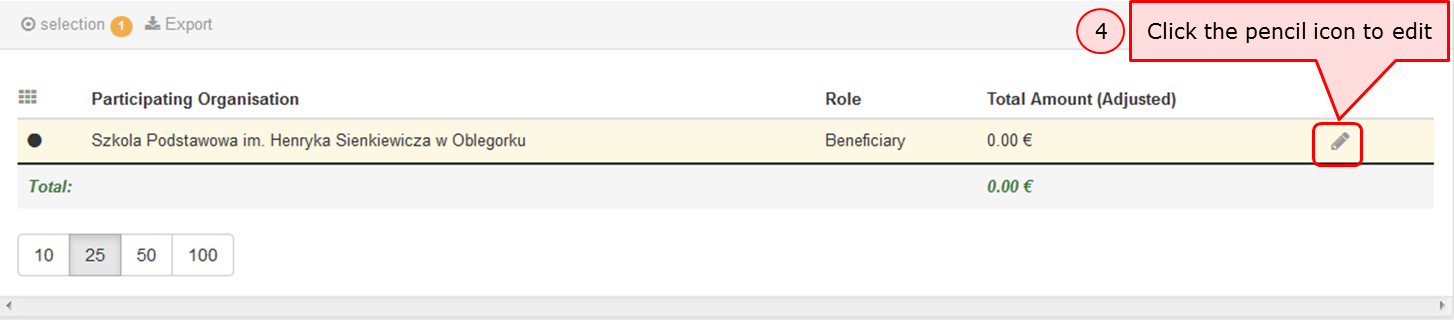 selection 1 Export
4 Click the pencil icon to edit
Participating Organisation Role Total Amount (Adjusted)
Szkola Podstawowa im. Henryka Sienkiewicza w Oblegorku Beneficiary 0.00 €
Total: 0.00 €
10 25 50 100